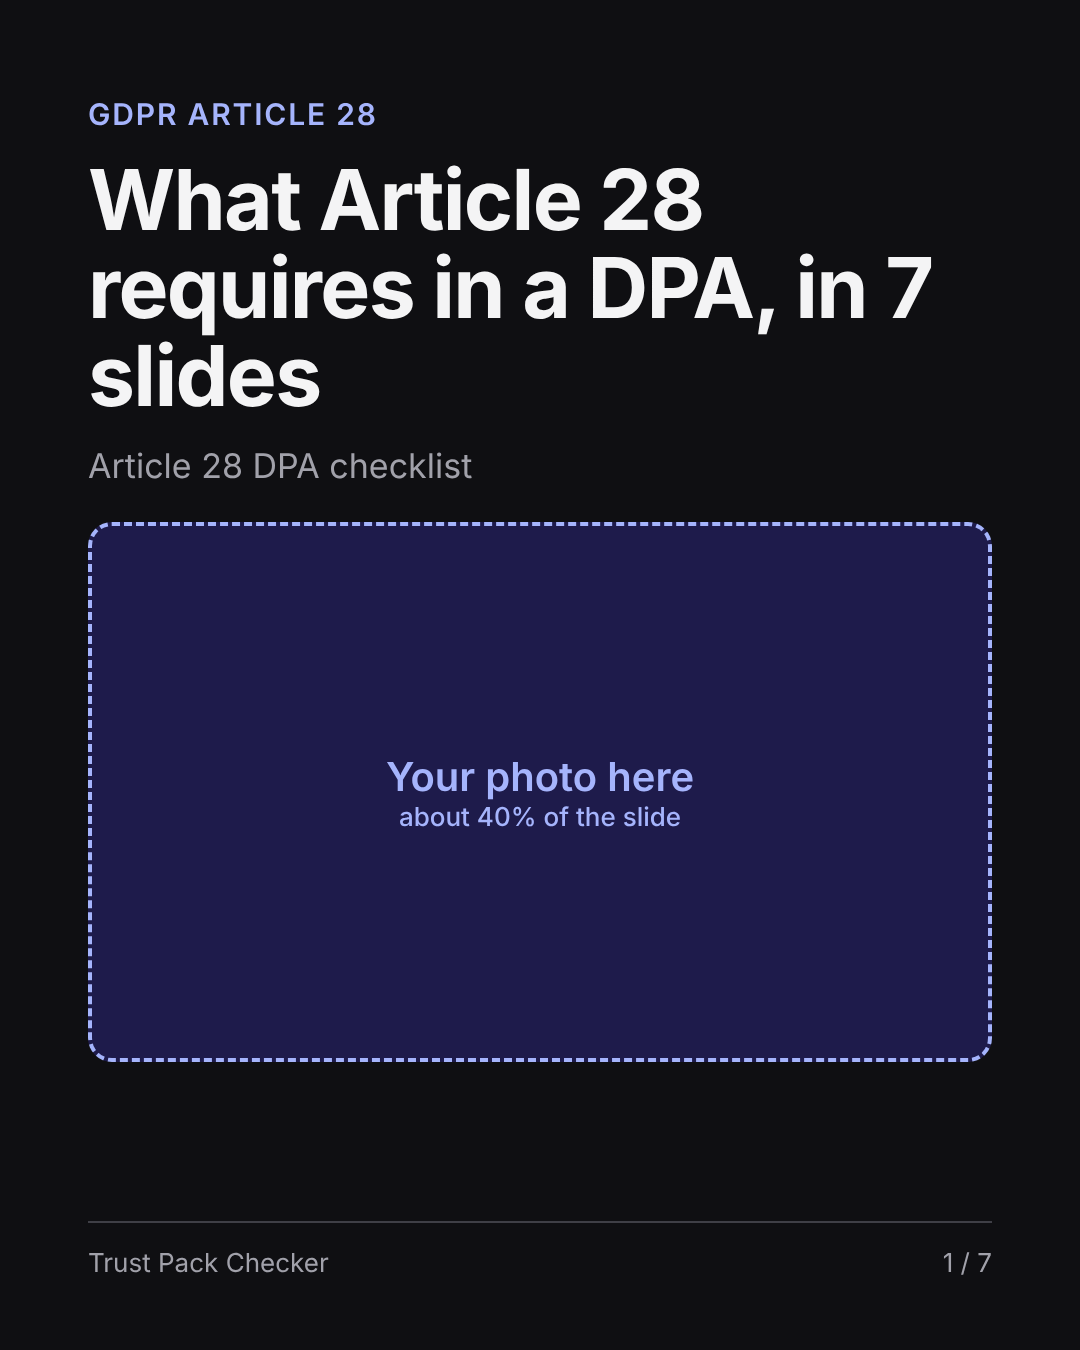 GDPR ARTICLE 28
What Article 28
requires in a DPA, in 7
slides
Article 28 DPA checklist
Your photo here
about 40% of the slide
Trust Pack Checker
1 / 7